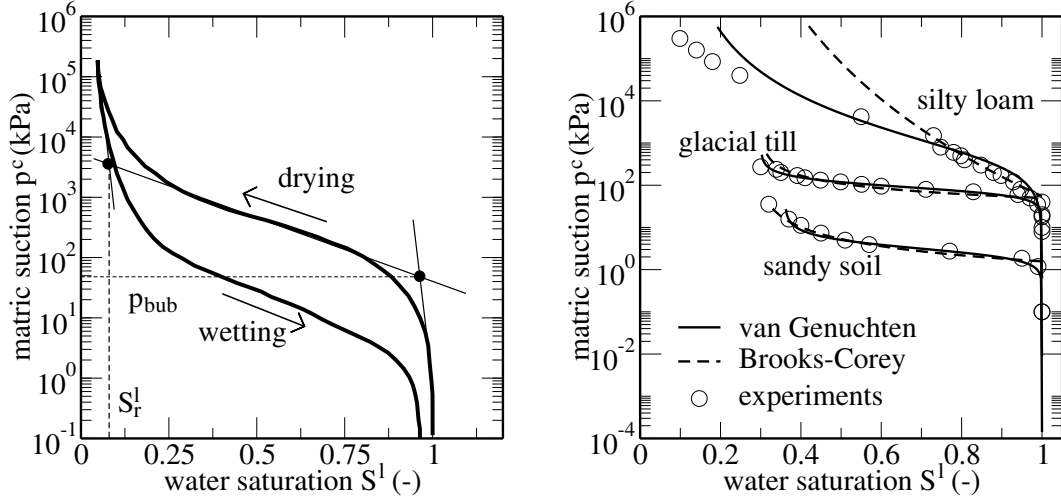 10^6
10^5
10^4
10^3
10^2
10^1
10^0
10^-1
matric suction p^c (kPa)
drying
p_bub
wetting
S_r^l
0 0.25 0.5 0.75 1
water saturation S^l (-)
10^6
10^4
10^2
10^0
10^-2
10^-4
matric suction p^c (kPa)
silty loam
glacial till
sandy soil
van Genuchten
Brooks-Corey
experiments
0 0.2 0.4 0.6 0.8 1
water saturation S^l (-)